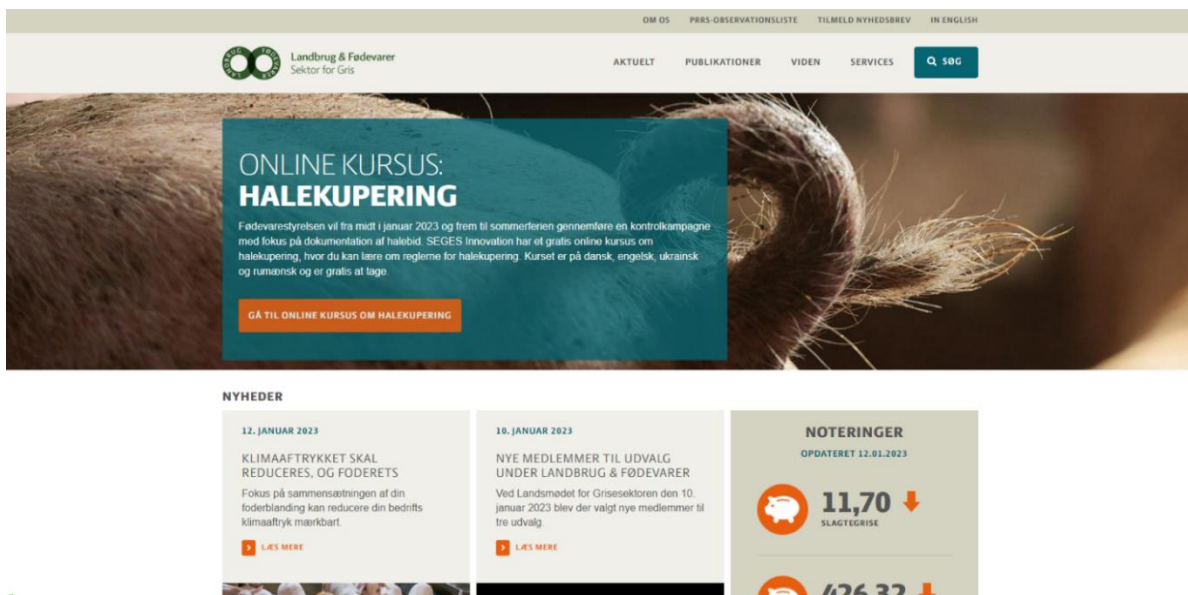 OM OS PRRS-OBSERVATIONSLISTE TILMELD NYHEDSBREV IN ENGLISH
LANDBRUG FØDEVARER
Landbrug & Fødevarer
Sektor for Gris
AKTUELT PUBLIKATIONER VIDEN SERVICES SØG
ONLINE KURSUS:
HALEKUPERING
Fødevarestyrelsen vil fra midt i januar 2023 og frem til sommerferien gennemføre en kontrolkampagne
med fokus på dokumentation af halebid. SEGES Innovation har et gratis online kursus om
halekupering, hvor du kan lære om reglerne for halekupering. Kurset er på dansk, engelsk, ukrainsk
og rumænsk og er gratis at tage.
GÅ TIL ONLINE KURSUS OM HALEKUPERING
NYHEDER
12. JANUAR 2023
KLIMAAFTRYKKET SKAL
REDUCERES, OG FODERETS
Fokus på sammensætningen af din
foderblanding kan reducere din bedrifts
klimaaftryk mærkbart.
LÆS MERE
10. JANUAR 2023
NYE MEDLEMMER TIL UDVALG
UNDER LANDBRUG & FØDEVARER
Ved Landsmødet for Grisesektoren den 10.
januar 2023 blev der valgt nye medlemmer til
tre udvalg.
LÆS MERE
NOTERINGER
OPDATERET 12.01.2023
11,70
SLAGTEGRISE
426,32